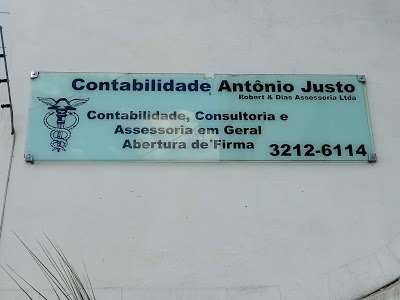 Contabilidade Antônio Justo
Robert & Dias Assessoria Ltda
Contabilidade, Consultoria e
Assessoria em Geral
Abertura de Firma
3212-6114